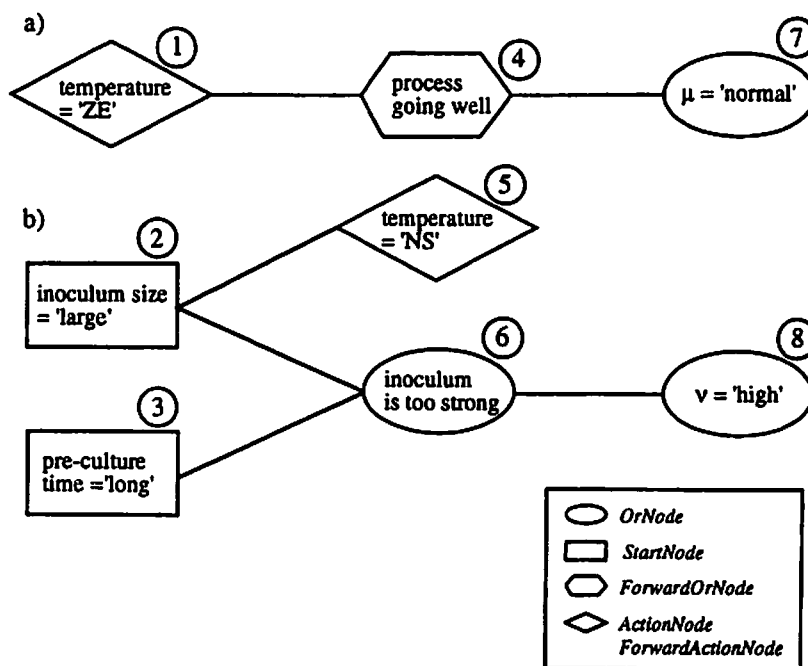 a)
1
temperature
= 'ZE'
4
process
going well
7
μ = 'normal'
b)
2
inoculum size
= 'large'
5
temperature
= 'NS'
3
pre-culture
time ='long'
6
inoculum
is too strong
8
ν = 'high'
OrNode
StartNode
ForwardOrNode
ActionNode
ForwardActionNode